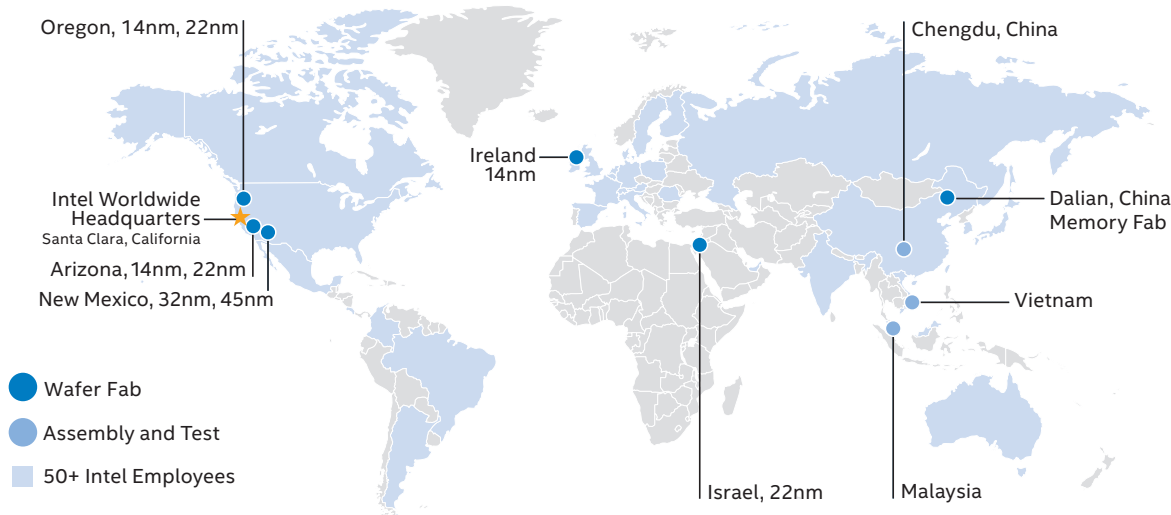 Oregon, 14nm, 22nm
Chengdu, China
Ireland
14nm
Intel Worldwide
Headquarters
Santa Clara, California
Dalian, China
Memory Fab
Arizona, 14nm, 22nm
New Mexico, 32nm, 45nm
Vietnam
Wafer Fab
Assembly and Test
50+ Intel Employees
Israel, 22nm
Malaysia